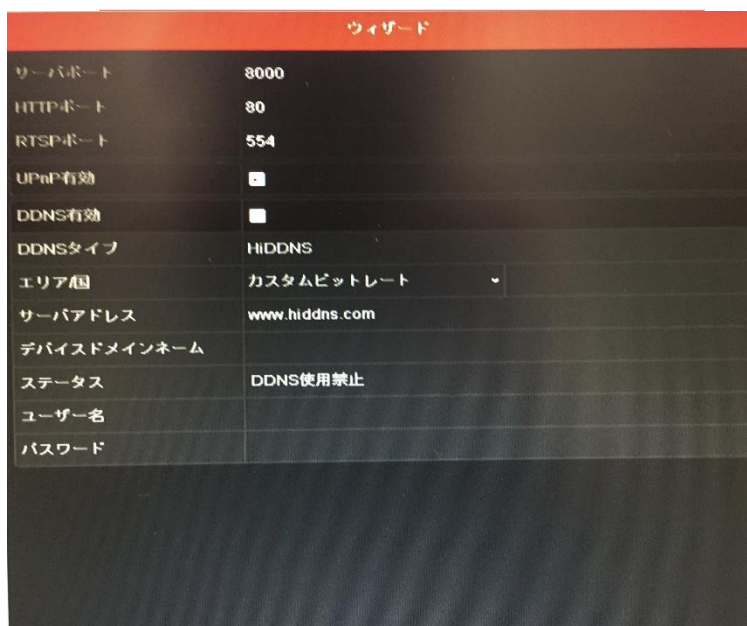 ウィザード
サーバポート 8000
HTTPポート 80
RTSPポート 554
UPnP有効
DDNS有効
DDNSタイプ HiDDNS
エリア/国 カスタムビットレート
サーバアドレス www.hiddns.com
デバイスドメインネーム
ステータス DDNS使用禁止
ユーザー名
パスワード